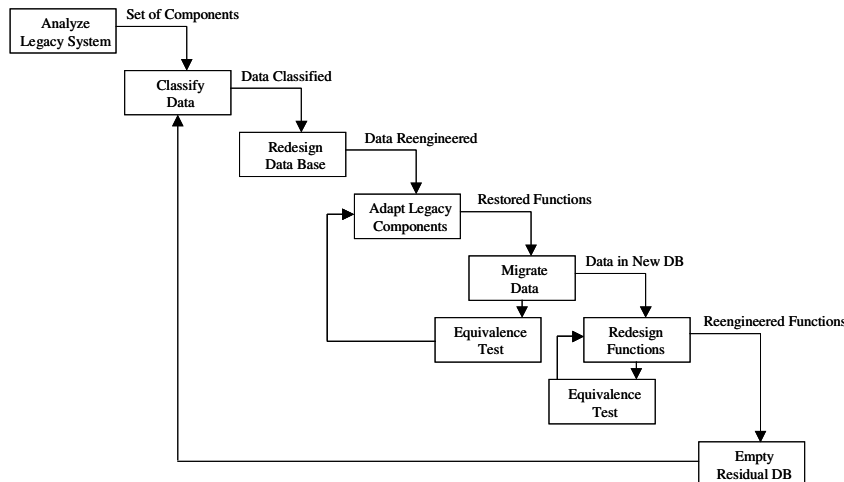 Analyze
Legacy System
Set of Components
Classify
Data
Data Classified
Redesign
Data Base
Data Reengineered
Adapt Legacy
Components
Restored Functions
Migrate
Data
Data in New DB
Equivalence
Test
Redesign
Functions
Reengineered Functions
Equivalence
Test
Empty
Residual DB